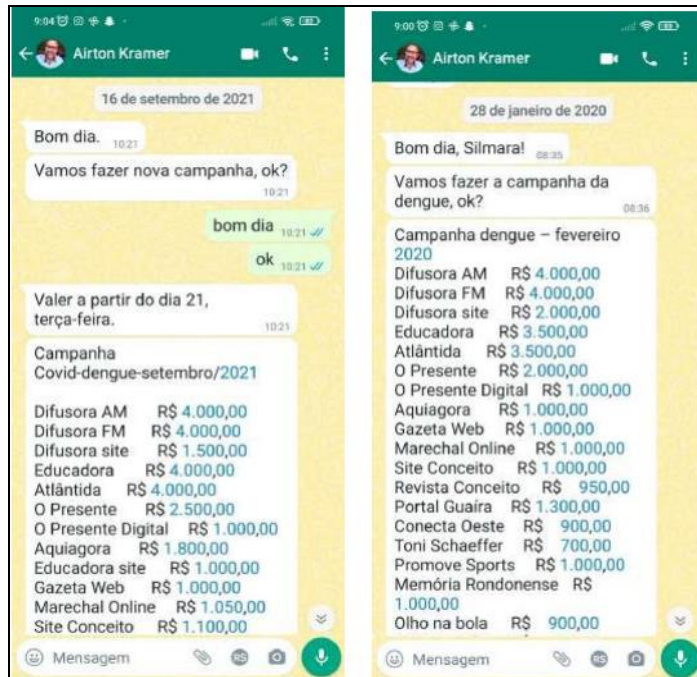 9:04
Airton Kramer
16 de setembro de 2021
Bom dia. 10:21
Vamos fazer nova campanha, ok?
10:21
bom dia 10:21
ok 10:21
Valer a partir do dia 21,
terça-feira. 10:21
Campanha
Covid-dengue-setembro/2021
Difusora AM R$ 4.000,00
Difusora FM R$ 4.000,00
Difusora site R$ 1.500,00
Educadora R$ 4.000,00
Atlântida R$ 4.000,00
O Presente R$ 2.500,00
O Presente Digital R$ 1.000,00
Aquiagora R$ 1.800,00
Educadora site R$ 1.000,00
Gazeta Web R$ 1.000,00
Marechal Online R$ 1.050,00
Site Conceito R$ 1.100,00
Mensagem
9:00
Airton Kramer
28 de janeiro de 2020
Bom dia, Silmara! 08:35
Vamos fazer a campanha da
dengue, ok? 08:36
Campanha dengue – fevereiro
2020
Difusora AM R$ 4.000,00
Difusora FM R$ 4.000,00
Difusora site R$ 2.000,00
Educadora R$ 3.500,00
Atlântida R$ 3.500,00
O Presente R$ 2.000,00
O Presente Digital R$ 1.000,00
Aquiagora R$ 1.000,00
Gazeta Web R$ 1.000,00
Marechal Online R$ 1.000,00
Site Conceito R$ 1.000,00
Revista Conceito R$ 950,00
Portal Guaíra R$ 1.300,00
Conecta Oeste R$ 900,00
Toni Schaeffer R$ 700,00
Promove Sports R$ 1.000,00
Memória Rondonense R$
1.000,00
Olho na bola R$ 900,00
Mensagem